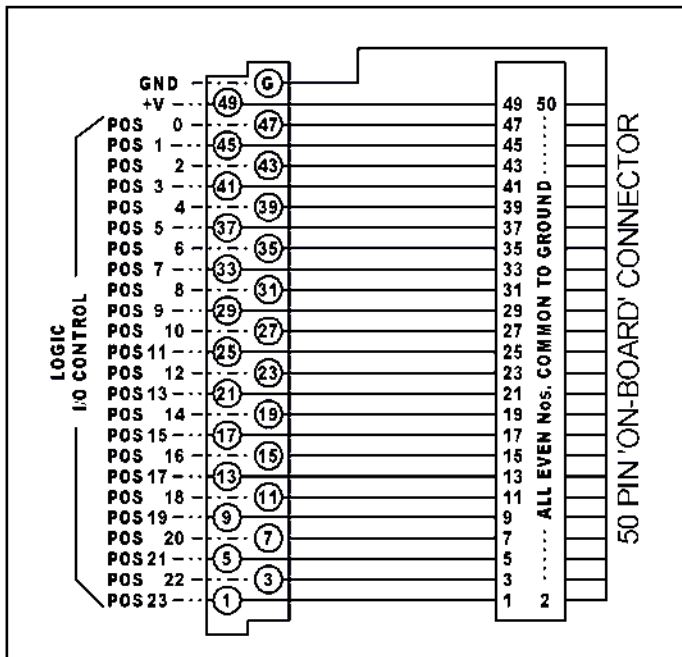 GND G
+V 49 49 50
POS 0 47 47
POS 1 45 45
POS 2 43 43
POS 3 41 41
POS 4 39 39
POS 5 37 37
POS 6 35 35
POS 7 33 33
POS 8 31 31
POS 9 29 29
POS 10 27 27
POS 11 25 25
POS 12 23 23
POS 13 21 21
POS 14 19 19
POS 15 17 17
POS 16 15 15
POS 17 13 13
POS 18 11 11
POS 19 9 9
POS 20 7 7
POS 21 5 5
POS 22 3 3
POS 23 1 1 2
LOGIC
I/O CONTROL
ALL EVEN Nos. COMMON TO GROUND
50 PIN 'ON-BOARD' CONNECTOR